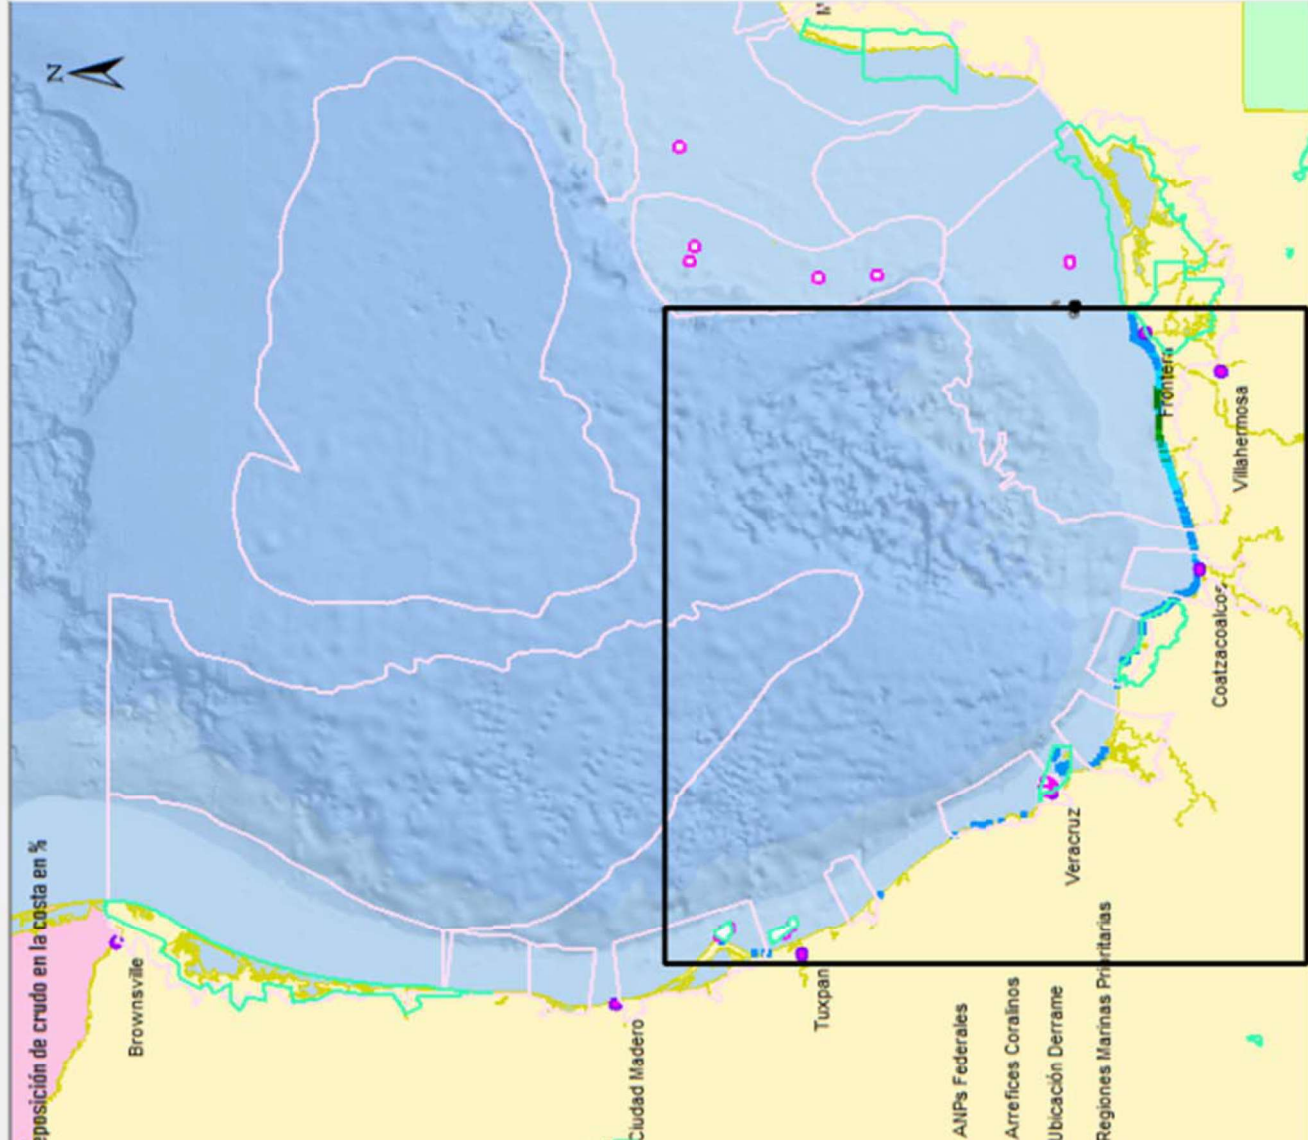 eposición de crudo en la costa en %
N
Brownsville
Ciudad Madero
Tuxpan
Veracruz
Coatzacoalcos
Frontera
Villahermosa
ANPs Federales
Arrefices Coralinos
Ubicación Derrame
Regiones Marinas Prioritarias